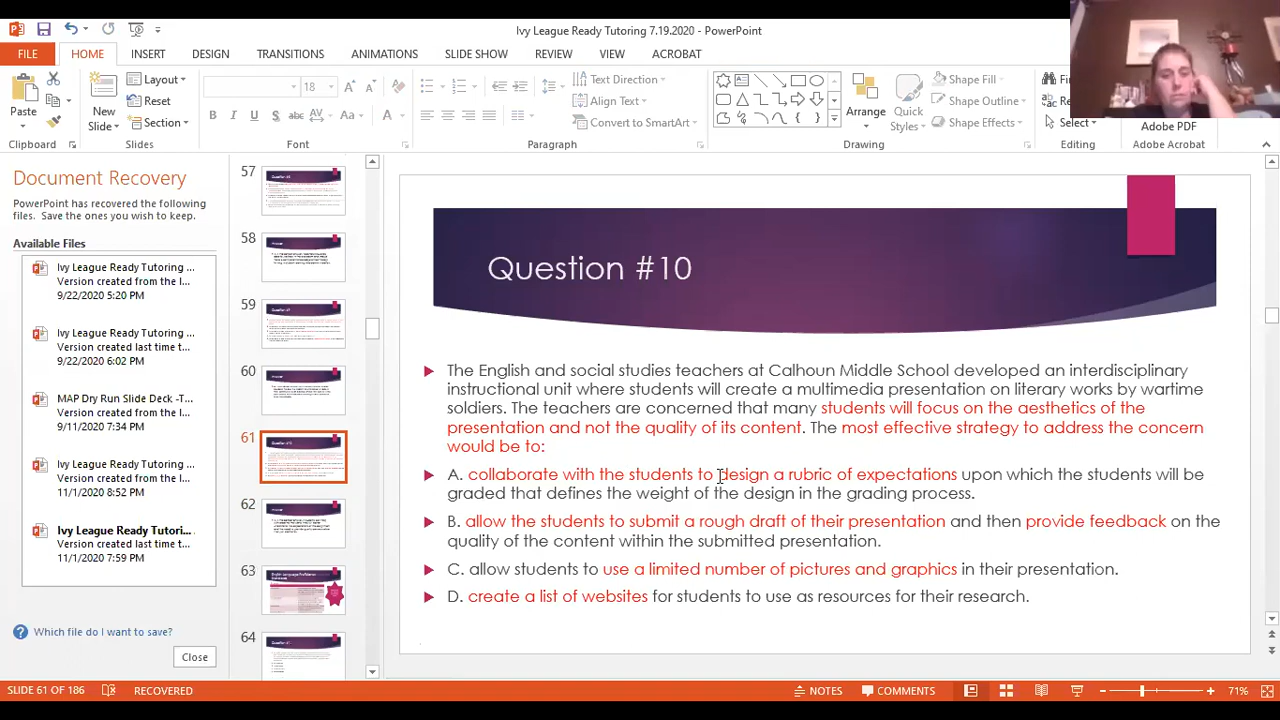 Ivy League Ready Tutoring 7.19.2020 - PowerPoint
FILE HOME INSERT DESIGN TRANSITIONS ANIMATIONS SLIDE SHOW REVIEW VIEW ACROBAT
Paste
New
Slide
Layout
Reset
Section
18
Text Direction
Align Text
Convert to SmartArt
Arrange
Quick
Styles
Shape Fill
Shape Outline
Shape Effects
Select
Adobe PDF
Clipboard Slides Font Paragraph Drawing Editing Adobe Acrobat
Document Recovery
PowerPoint has recovered the following
files. Save the ones you wish to keep.
Available Files
Ivy League Ready Tutoring ...
Version created from the l...
9/22/2020 5:20 PM
Ivy League Ready Tutoring ...
Version created last time t...
9/22/2020 6:02 PM
MAP Dry Run Slide Deck -T...
Version created from the l...
9/11/2020 7:34 PM
Ivy League Ready Tutoring ...
Version created from the l...
11/1/2020 8:52 PM
Ivy League Ready Tutori...
Version created from the l...
11/1/2020 7:59 PM
Which file do I want to save?
Close
57
58
59
60
61
62
63
64
Question #10
The English and social studies teachers at Calhoun Middle School developed an interdisciplinary
instructional unit where students will create a multimedia presentation on literary works by wartime
soldiers. The teachers are concerned that many students will focus on the aesthetics of the
presentation and not the quality of its content. The most effective strategy to address the concern
would be to:
A. collaborate with the students to design a rubric of expectations upon which the students will be
graded that defines the weight of the design in the grading process.
B. allow the students to submit a rough draft of their presentation and then provide feedback on the
quality of the content within the submitted presentation.
C. allow students to use a limited number of pictures and graphics in their presentation.
D. create a list of websites for students to use as resources for their research.
SLIDE 61 OF 186 RECOVERED NOTES COMMENTS 71%